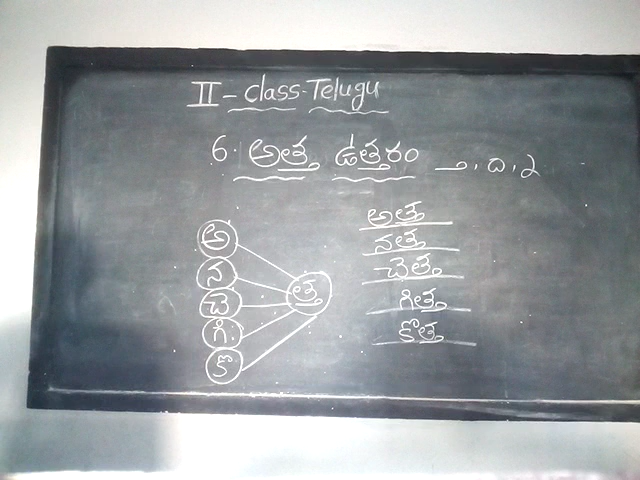 II - class - Telugu
6. అత్త ఉత్తరం
అ
న
చె
గి
కొ
త్త
అత్త
నత్త
చెత్త
గిత్త
కొత్త